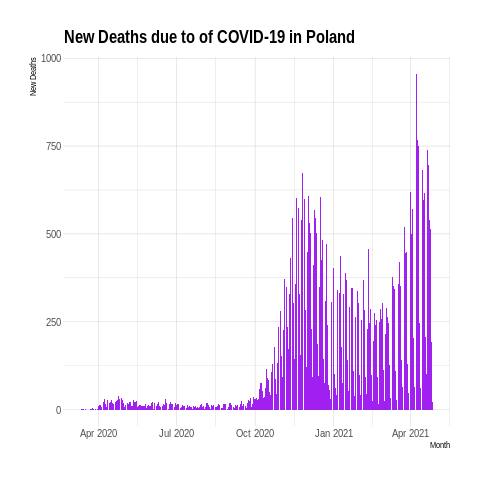 New Deaths due to of COVID-19 in Poland
New Deaths
1000
750
500
250
0
Apr 2020 Jul 2020 Oct 2020 Jan 2021 Apr 2021
Month